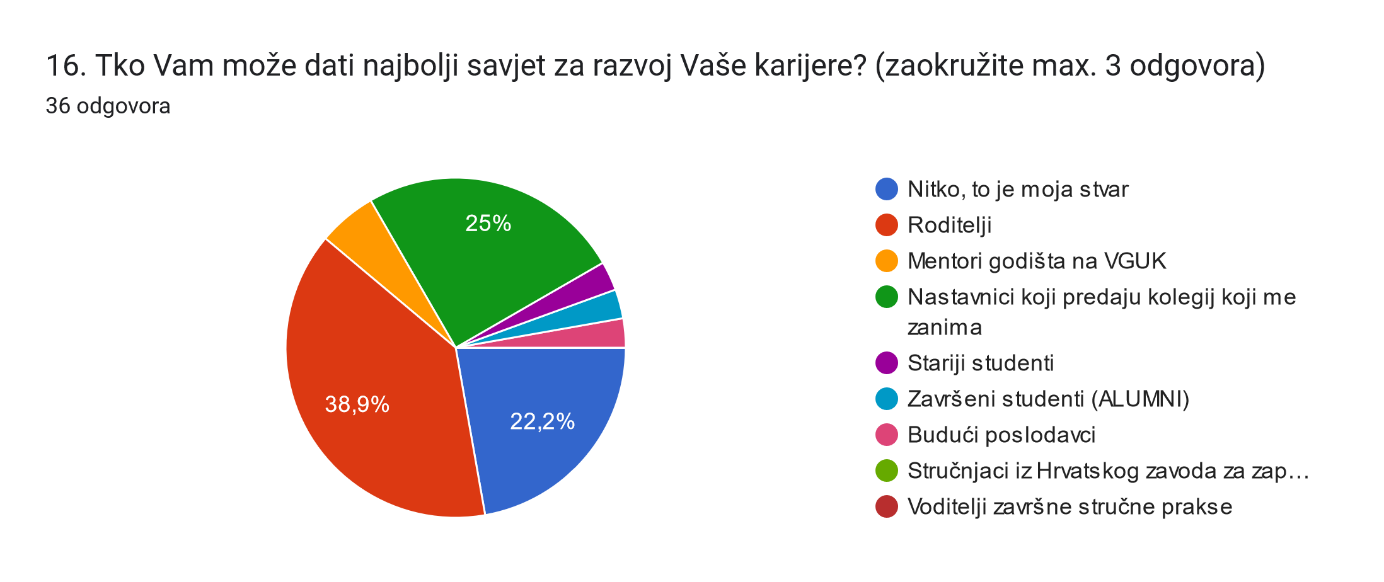 16. Tko Vam može dati najbolji savjet za razvoj Vaše karijere? (zaokružite max. 3 odgovora)
36 odgovora
25%
38,9%
22,2%
Nitko, to je moja stvar
Roditelji
Mentori godišta na VGUK
Nastavnici koji predaju kolegij koji me
zanima
Stariji studenti
Završeni studenti (ALUMNI)
Budući poslodavci
Stručnjaci iz Hrvatskog zavoda za zap…
Voditelji završne stručne prakse